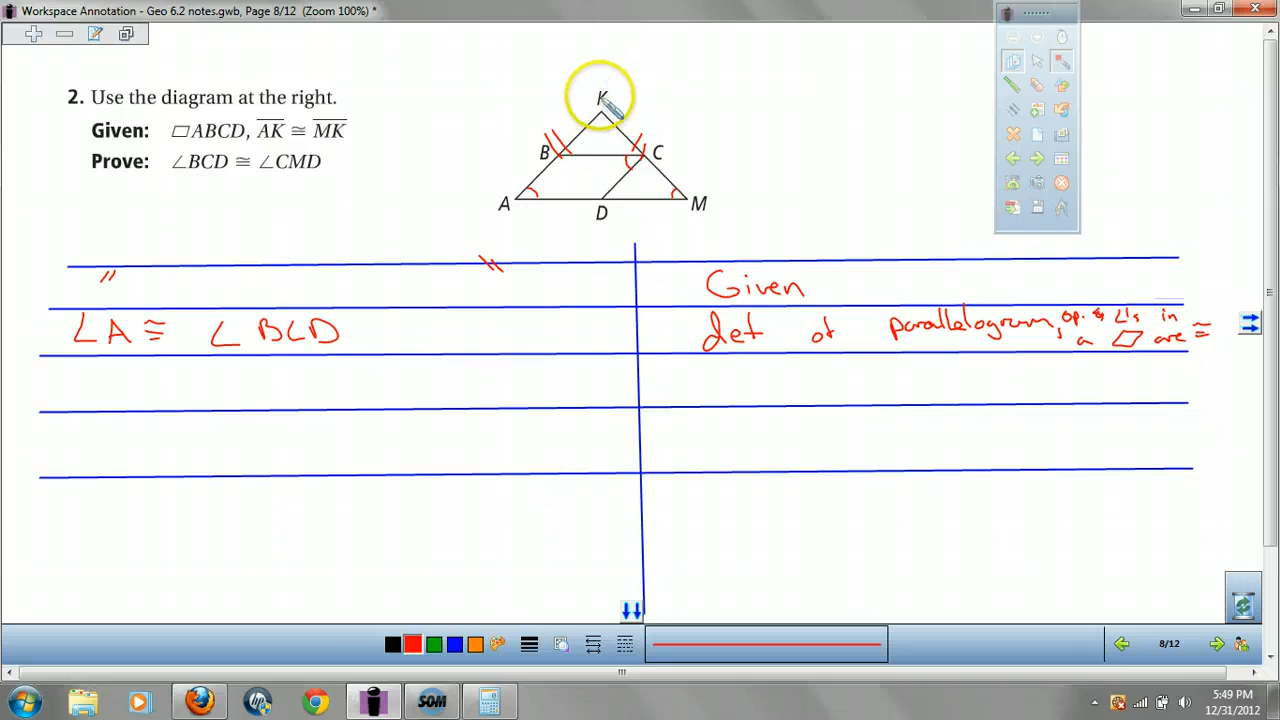 Workspace Annotation - Geo 6.2 notes.gwb, Page 8/12 (Zoom 100%) *
2. Use the diagram at the right.
Given: ▱ABCD, AK ≅ MK
Prove: ∠BCD ≅ ∠CMD
K
B C
A D M
Given
∠A ≅ ∠BCD
def of parallelogram, op. ∠'s in a ▱ are ≅
8/12
SOM
5:49 PM
12/31/2012